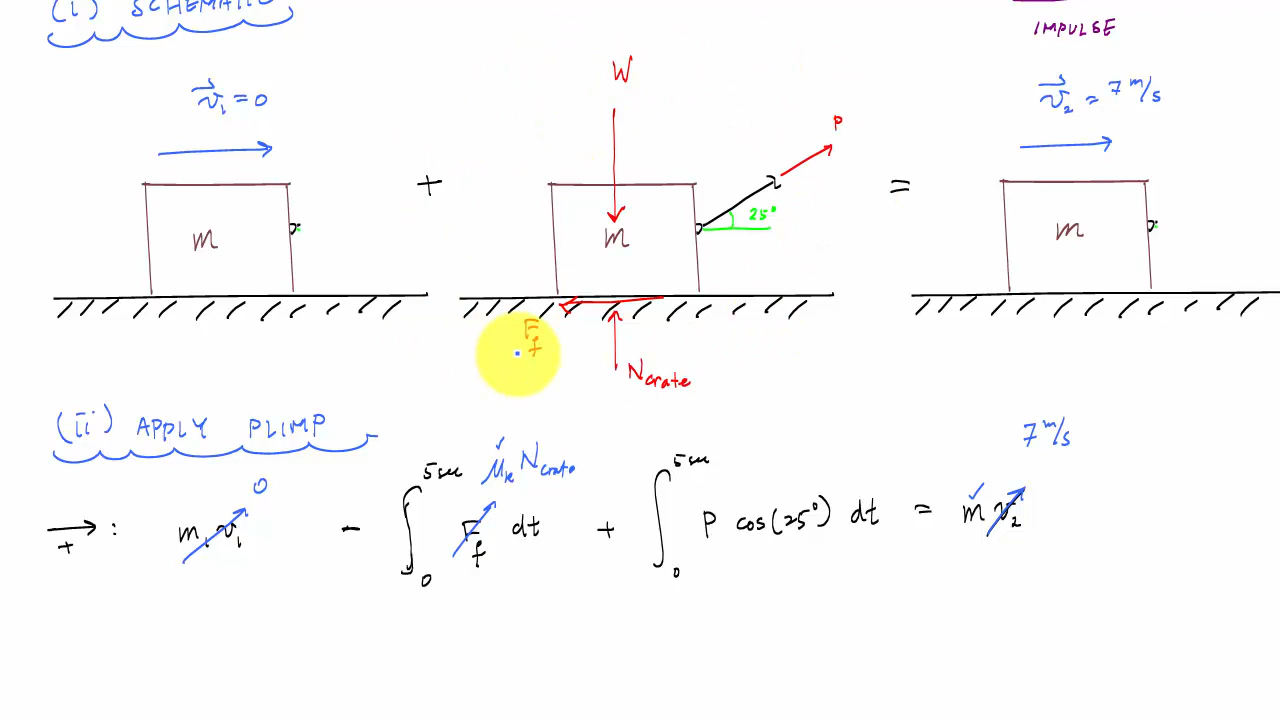 (i) SCHEMATIC
IMPULSE
v₁ = 0
W
P
v₂ = 7 m/s
m
+
m
25°
=
m
F_f
N_crate
(ii) APPLY PLIMP
7 m/s
0
5 sec
μ_k N_crate
5 sec
→+ : m₁v₁ − ∫₀ F_f dt + ∫₀ P cos(25°) dt = m v₂